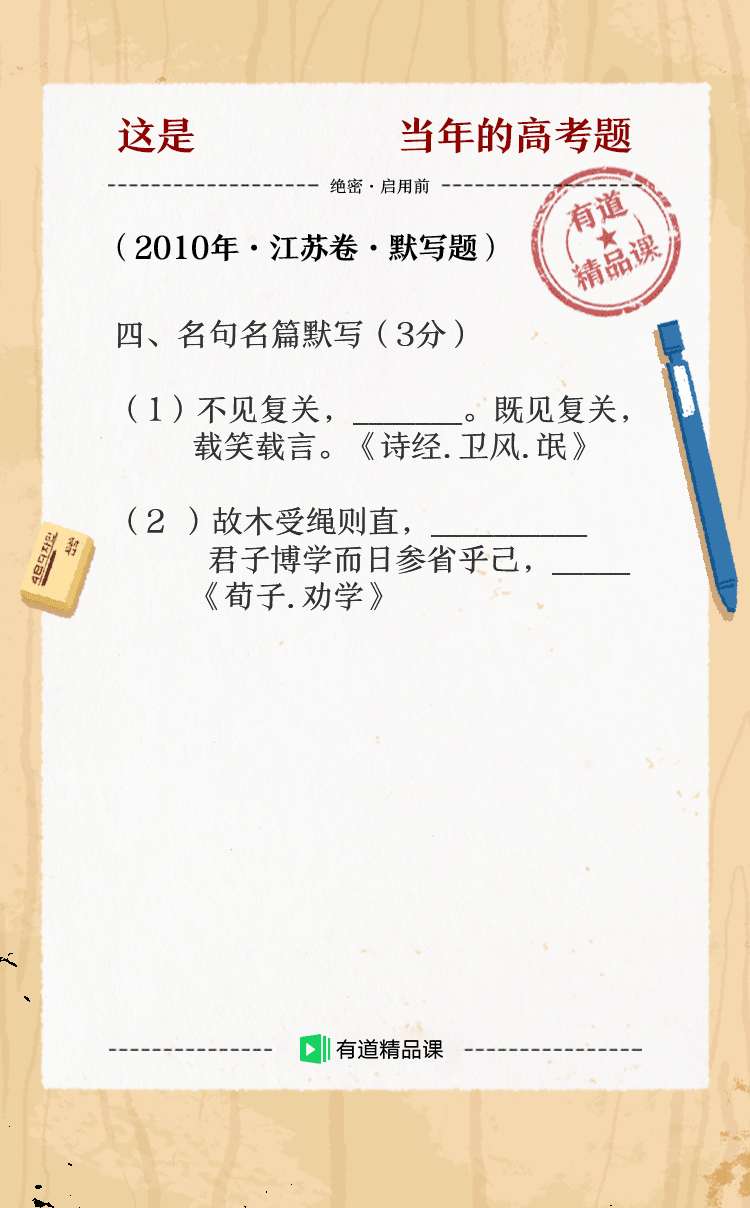 这是 当年的高考题
绝密·启用前
有道
精品课
（2010年·江苏卷·默写题）
四、名句名篇默写（3分）
（1）不见复关，_______。既见复关，
载笑载言。《诗经.卫风.氓》
（2 ）故木受绳则直，__________
君子博学而日参省乎己，_____
《荀子.劝学》
有道精品课